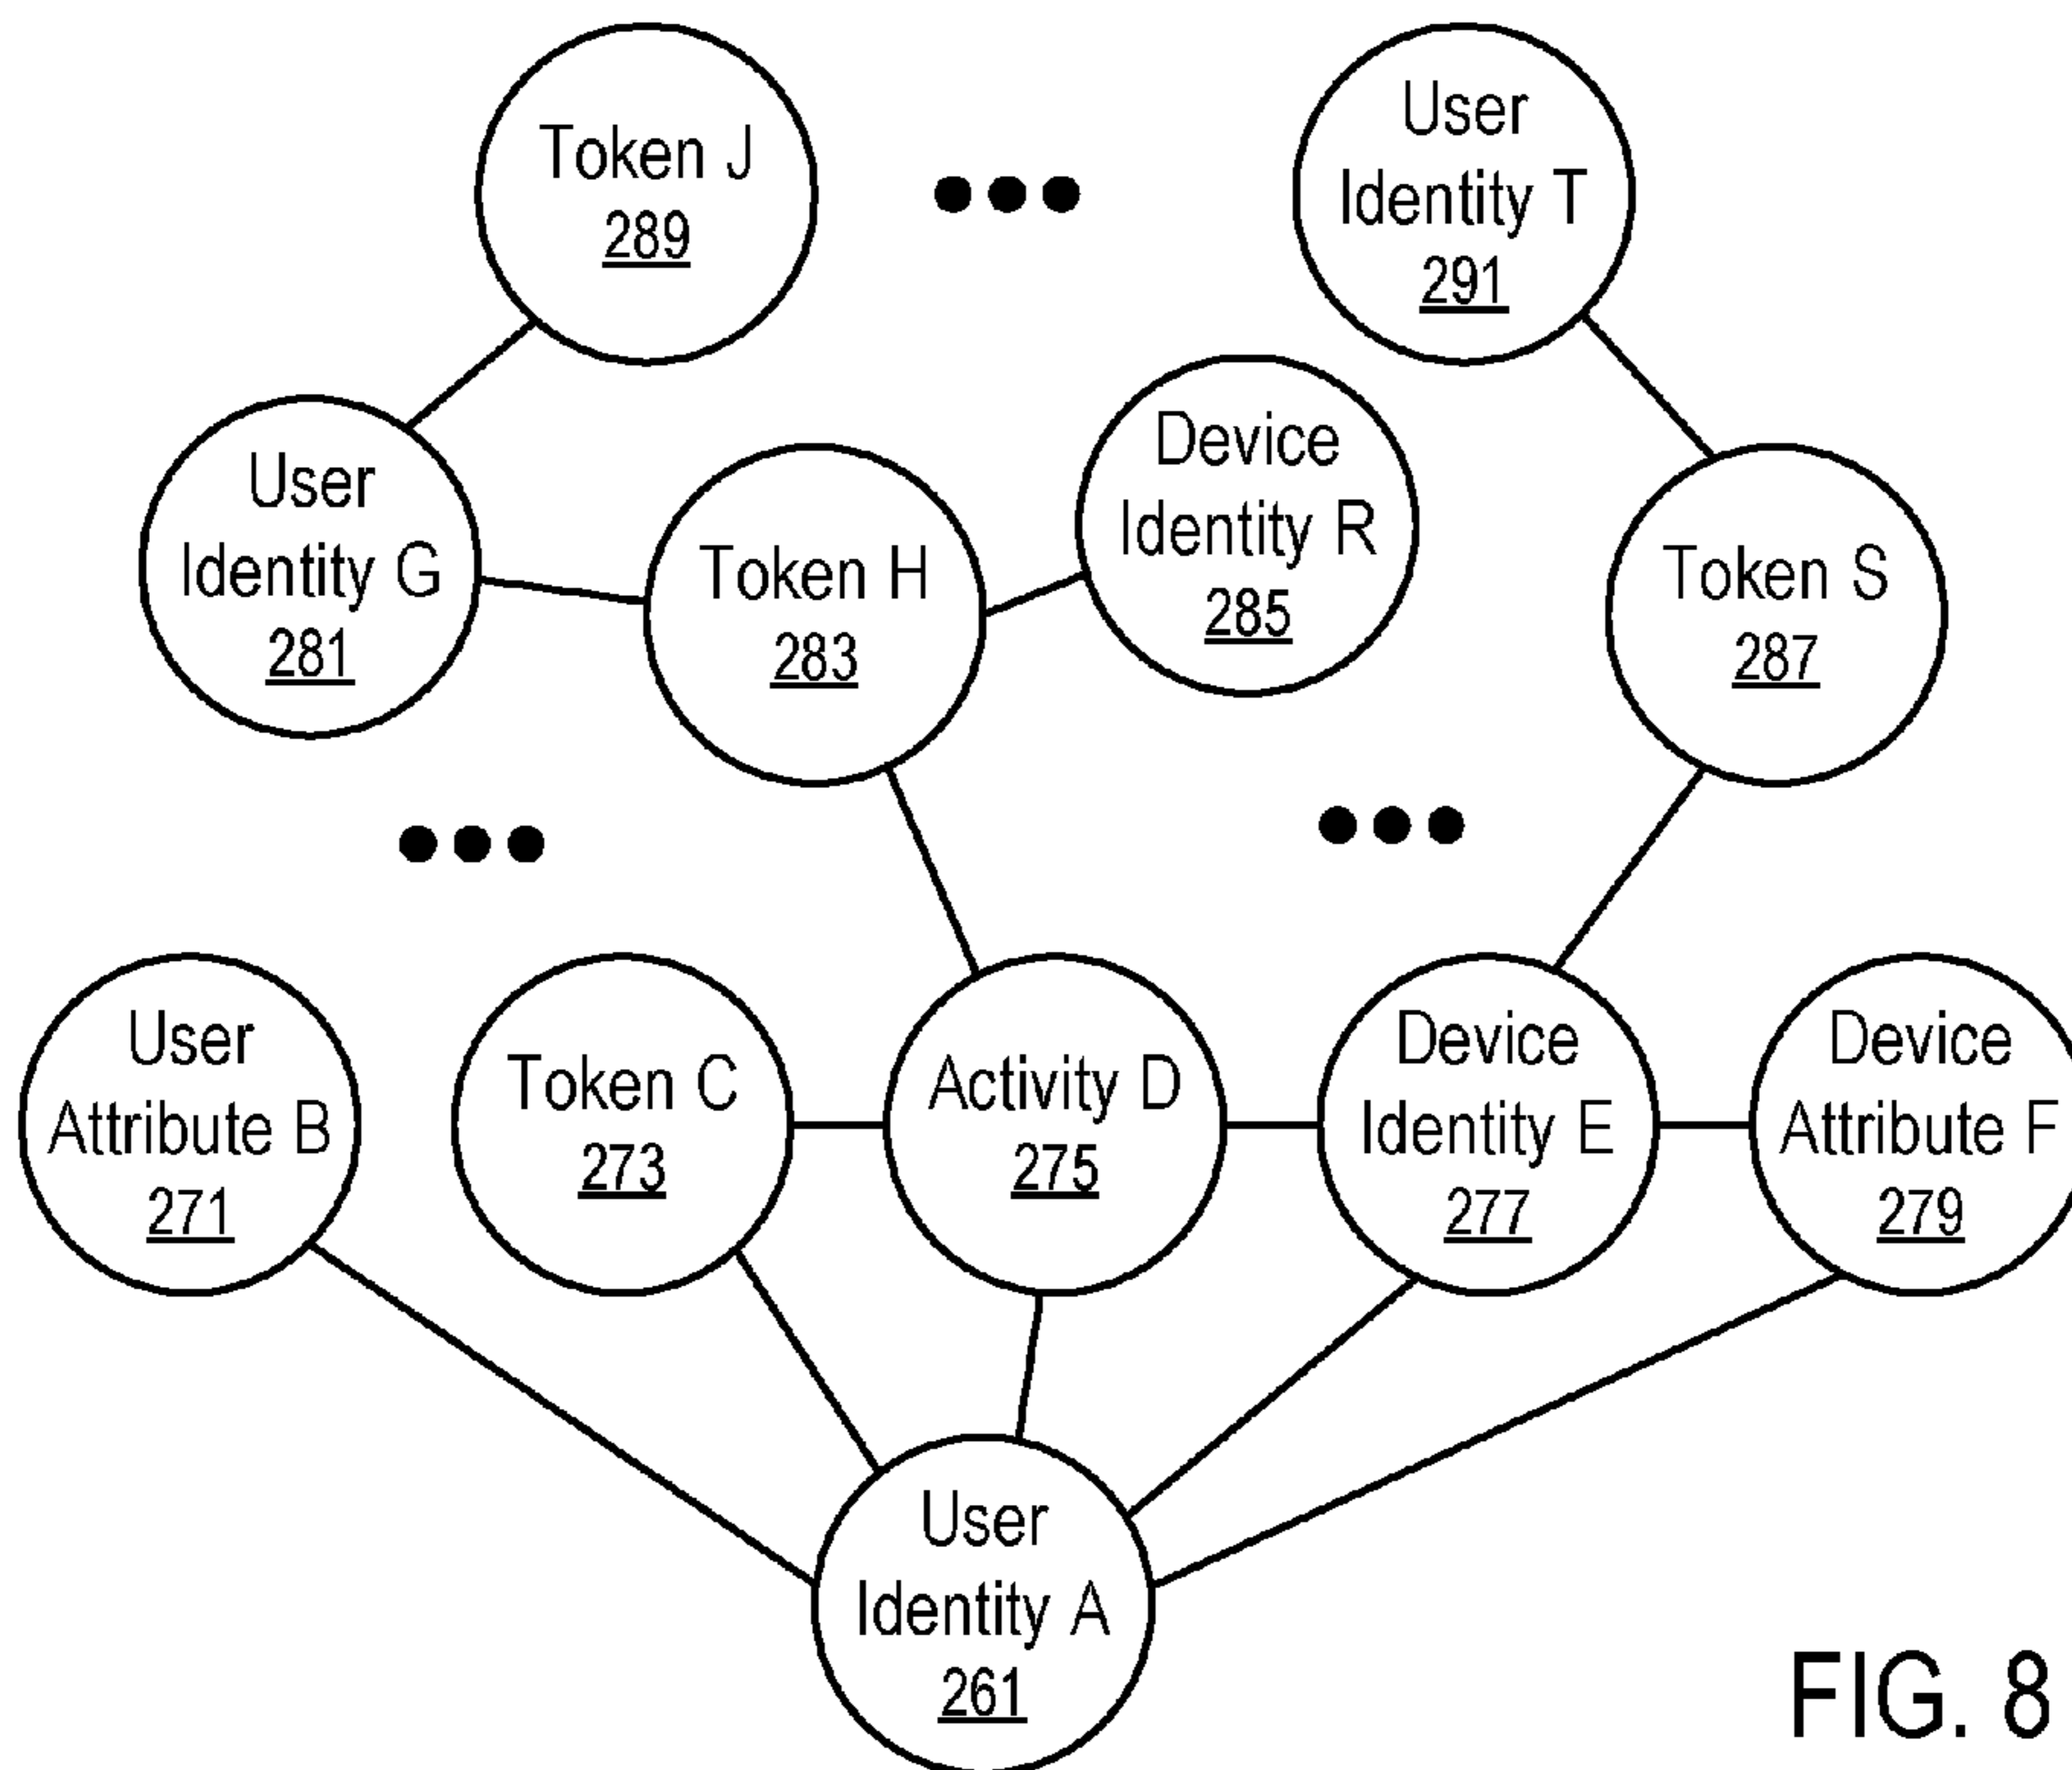 Token J
289
User
Identity T
291
User
Identity G
281
Token H
283
Device
Identity R
285
Token S
287
User
Attribute B
271
Token C
273
Activity D
275
Device
Identity E
277
Device
Attribute F
279
User
Identity A
261
FIG. 8